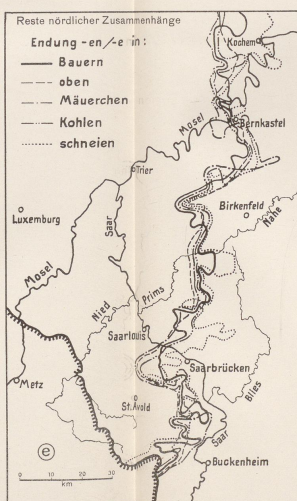 Reste nördlicher Zusammenhänge
Endung -en/-e in:
Bauern
oben
Mäuerchen
Kohlen
schneien
Kochem
Mosel
Bernkastel
Trier
Birkenfeld
Luxemburg
Saar
Nahe
Mosel
Nied
Prims
Saarlouis
Saarbrücken
Metz
St. Avold
Blies
Saar
Buckenheim
e
0 10 20 30
km